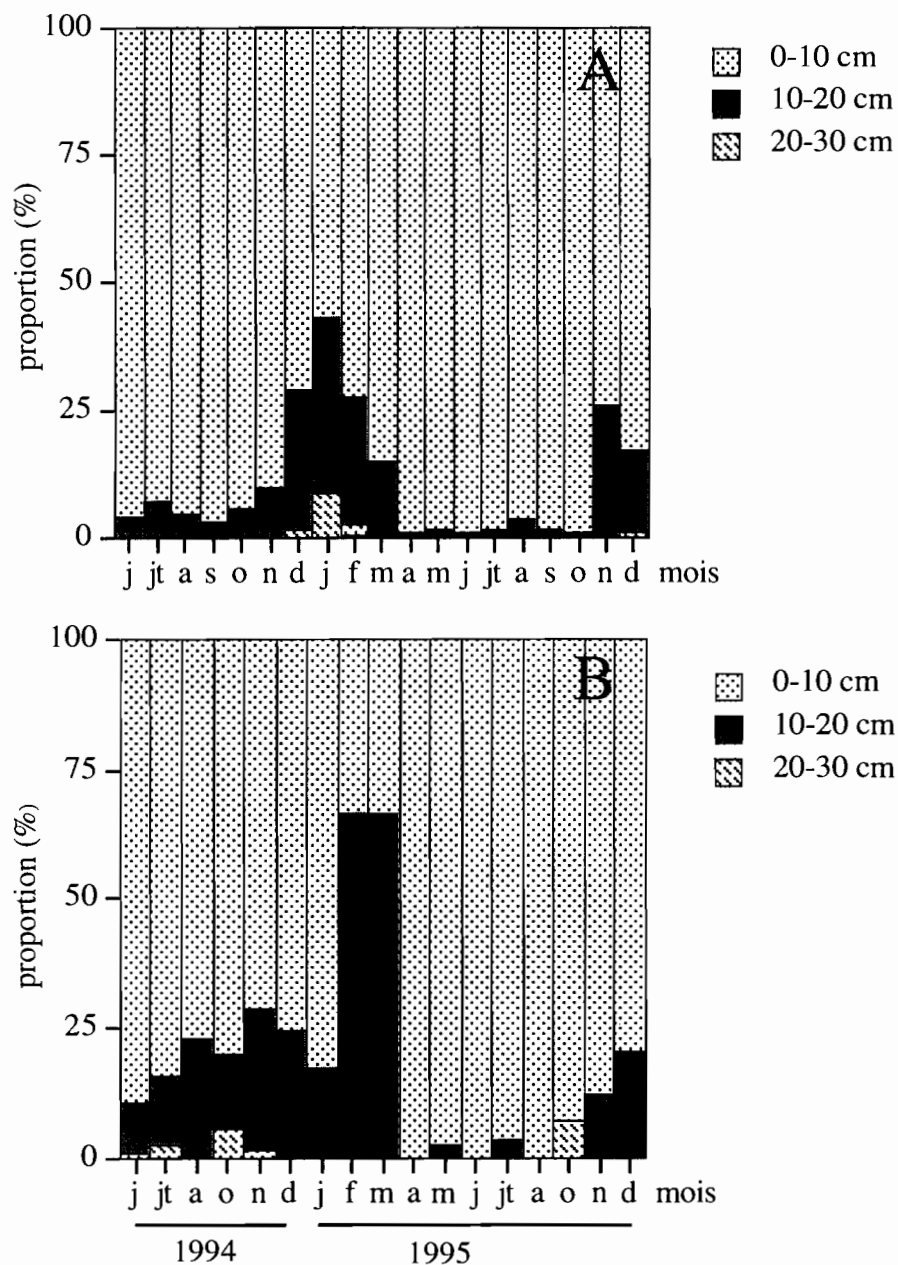 100
75
50
25
0
proportion (%)
A
0-10 cm
10-20 cm
20-30 cm
j jt a s o n d j f m a m j jt a s o n d mois
100
75
50
25
0
proportion (%)
B
0-10 cm
10-20 cm
20-30 cm
j jt a o n d j f m a m j jt a o n d mois
1994 1995